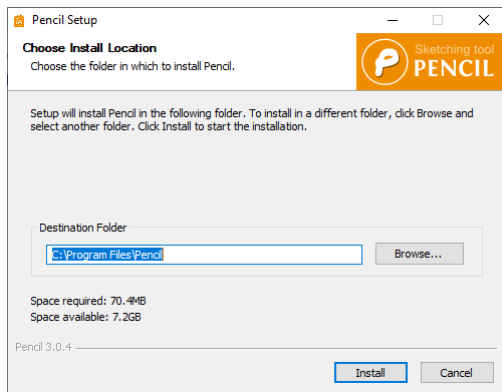 Pencil Setup
Choose Install Location
Choose the folder in which to install Pencil.
Sketching tool
PENCIL
Setup will install Pencil in the following folder. To install in a different folder, click Browse and
select another folder. Click Install to start the installation.
Destination Folder
C:\Program Files\Pencil
Browse...
Space required: 70.4MB
Space available: 7.2GB
Pencil 3.0.4
Install
Cancel